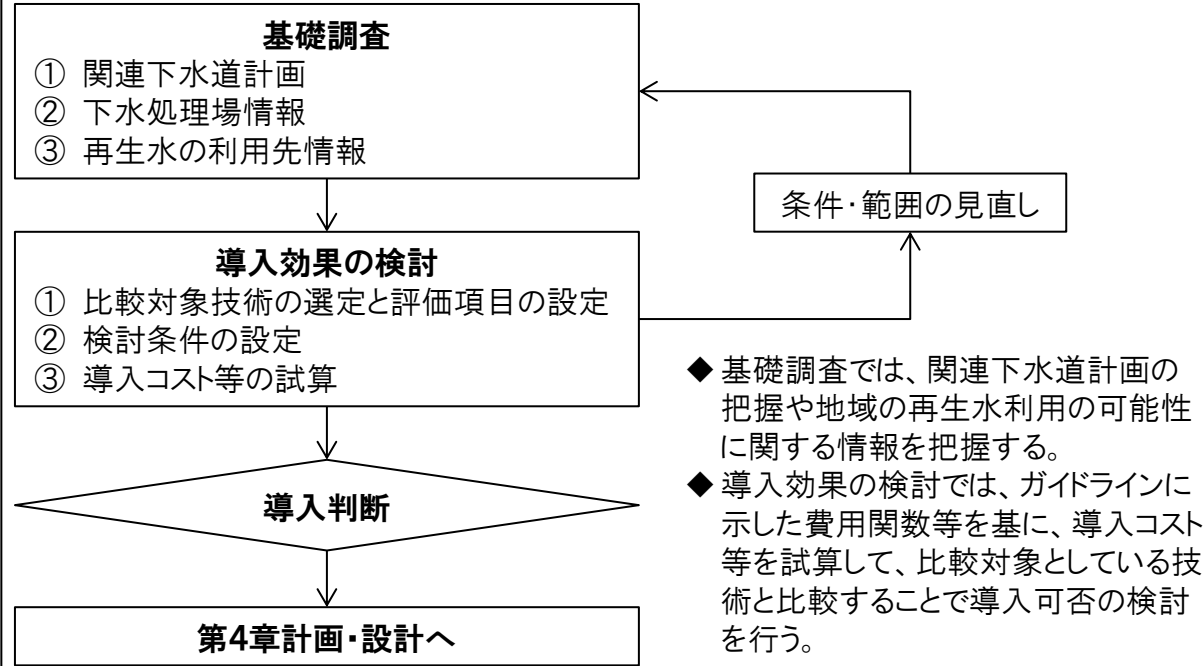 基礎調査
① 関連下水道計画
② 下水処理場情報
③ 再生水の利用先情報
条件・範囲の見直し
導入効果の検討
① 比較対象技術の選定と評価項目の設定
② 検討条件の設定
③ 導入コスト等の試算
導入判断
第4章計画・設計へ
◆ 基礎調査では、関連下水道計画の
把握や地域の再生水利用の可能性
に関する情報を把握する。
◆ 導入効果の検討では、ガイドラインに
示した費用関数等を基に、導入コスト
等を試算して、比較対象としている技
術と比較することで導入可否の検討
を行う。